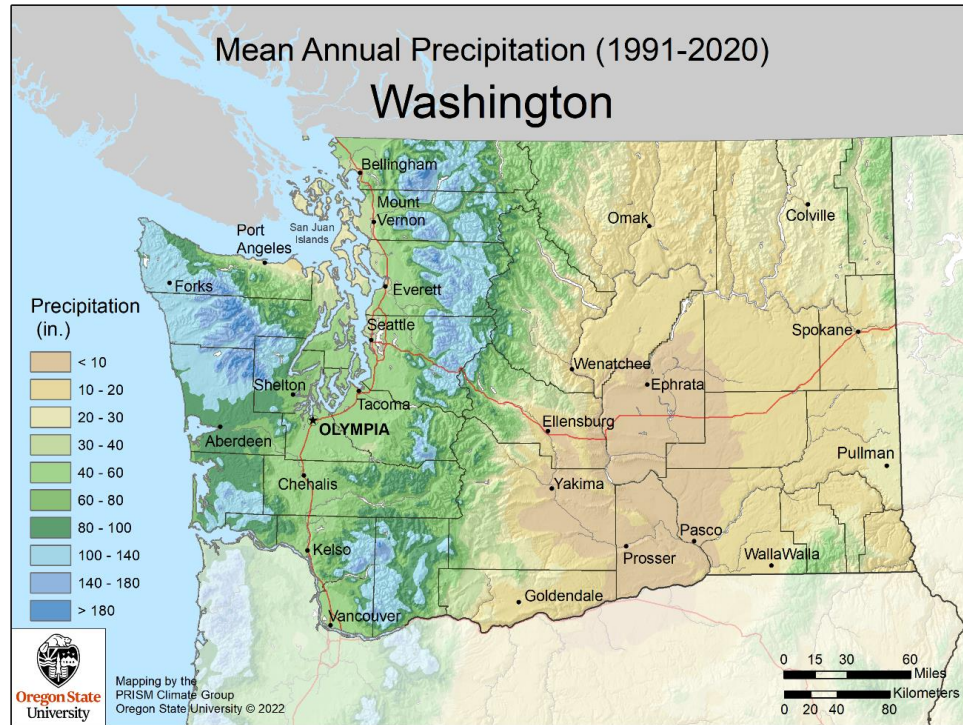 Mean Annual Precipitation (1991-2020)
Washington
Bellingham
Mount
Vernon
San Juan
Islands
Port
Angeles
Forks
Everett
Seattle
Omak
Colville
Spokane
Wenatchee
Ephrata
Shelton
Tacoma
OLYMPIA
Aberdeen
Ellensburg
Chehalis
Yakima
Pullman
Kelso
Prosser
Pasco
WallaWalla
Goldendale
Vancouver
Precipitation
(in.)
< 10
10 - 20
20 - 30
30 - 40
40 - 60
60 - 80
80 - 100
100 - 140
140 - 180
> 180
Oregon State
University
Mapping by the
PRISM Climate Group
Oregon State University © 2022
0 15 30 60
Miles
Kilometers
0 20 40 80